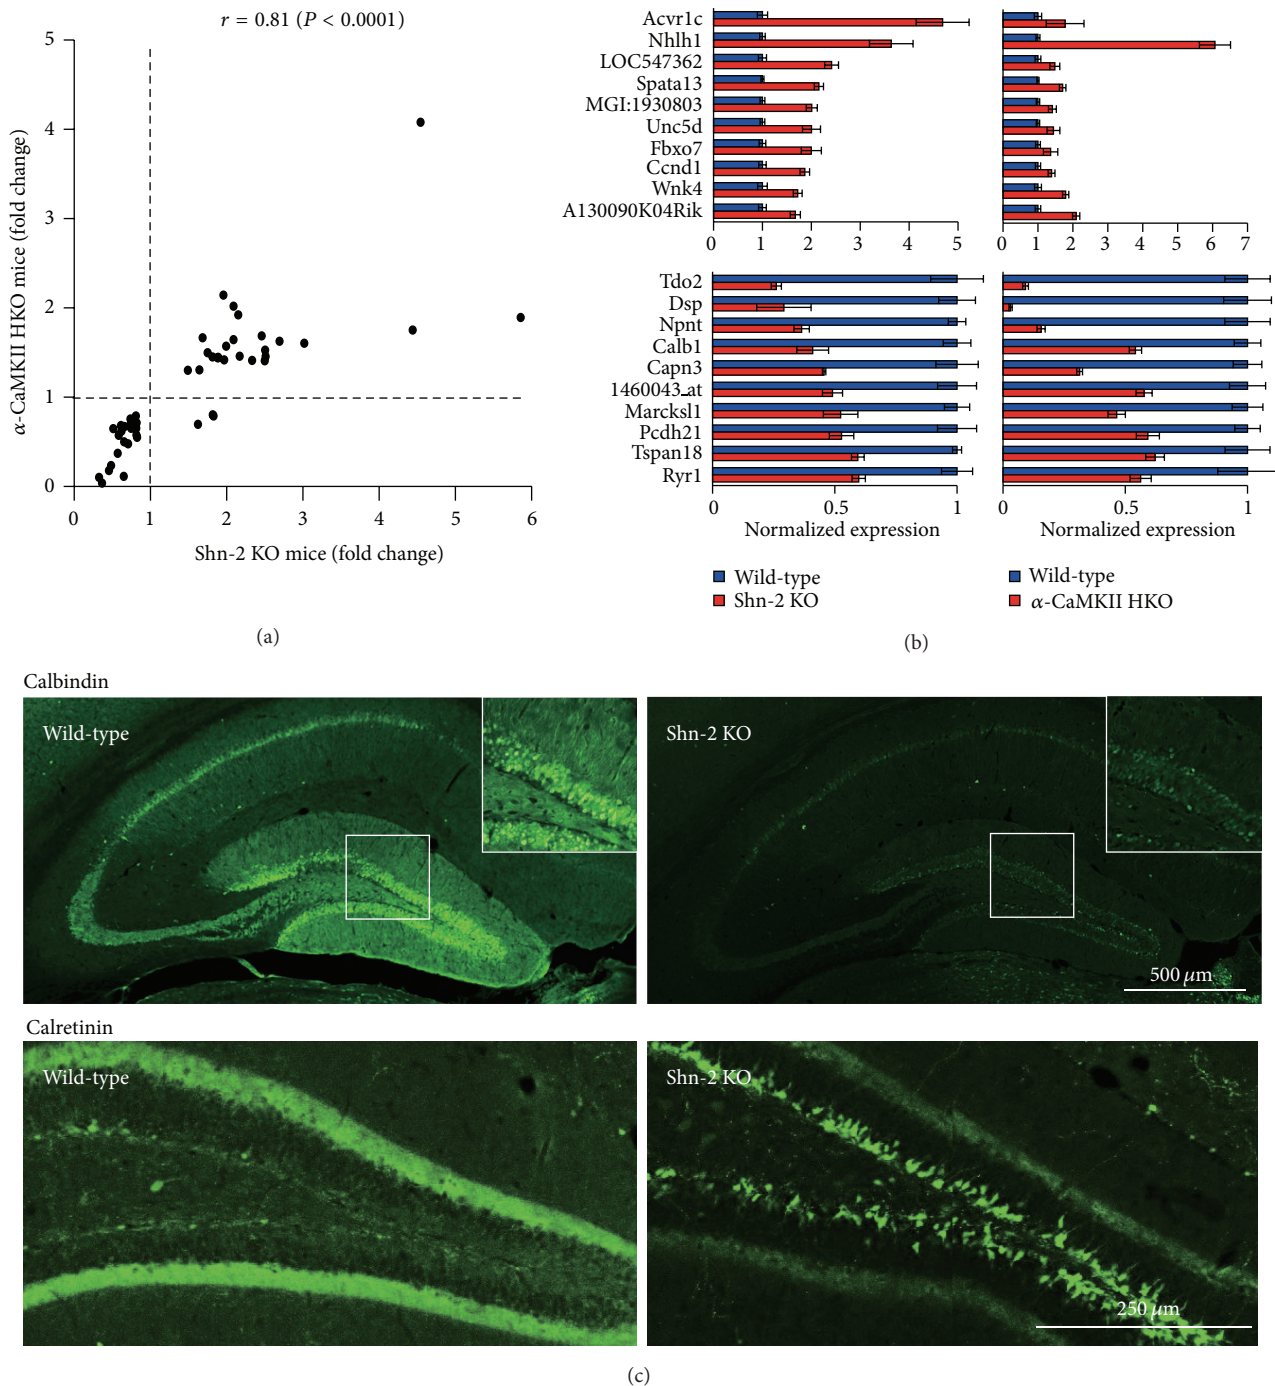 r = 0.81 (P < 0.0001)
5
4
3
2
1
0
0 1 2 3 4 5 6
α-CaMKII HKO mice (fold change)
Shn-2 KO mice (fold change)
(a)
Acvr1c
Nhlh1
LOC547362
Spata13
MGI:1930803
Unc5d
Fbxo7
Ccnd1
Wnk4
A130090K04Rik
0 1 2 3 4 5
0 1 2 3 4 5 6 7
Tdo2
Dsp
Npnt
Calb1
Capn3
1460043_at
Marcksl1
Pcdh21
Tspan18
Ryr1
0 0.5 1
0 0.5 1
Normalized expression
Normalized expression
Wild-type
Shn-2 KO
Wild-type
α-CaMKII HKO
(b)
Calbindin
Wild-type
Shn-2 KO
500 μm
Calretinin
Wild-type
Shn-2 KO
250 μm
(c)